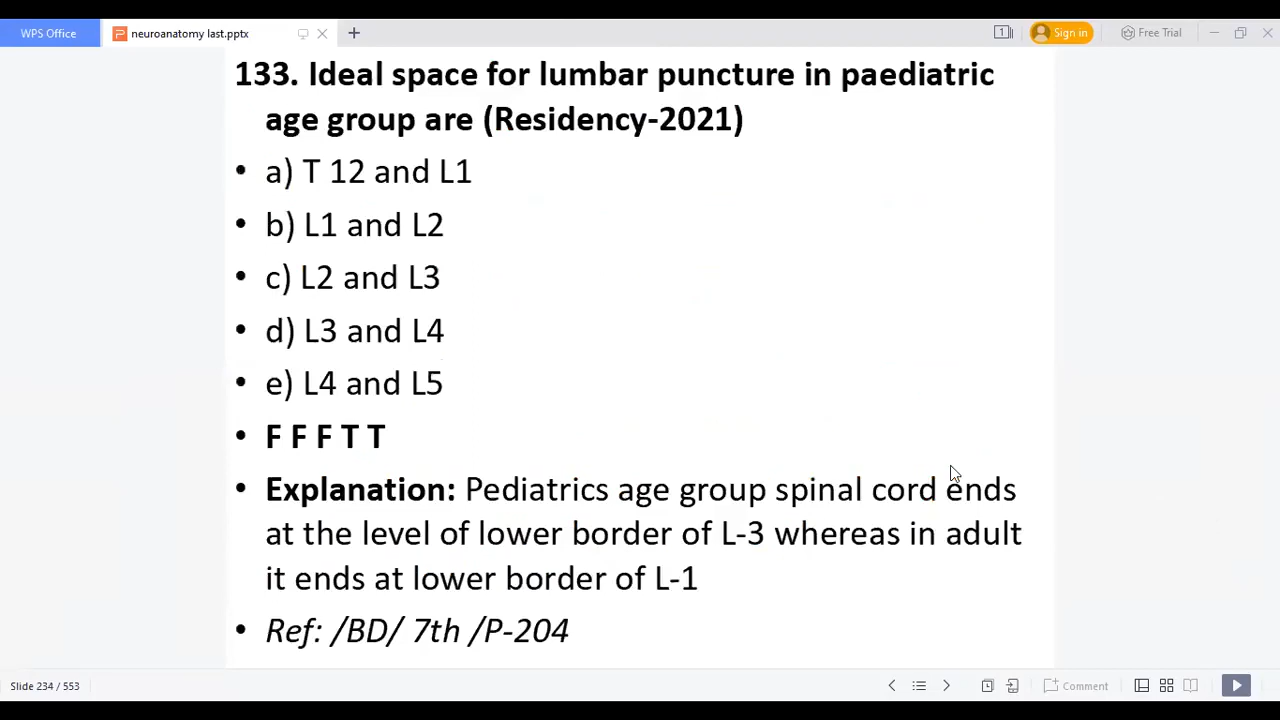 WPS Office
neuroanatomy last.pptx
+
1
Sign in
Free Trial
133. Ideal space for lumbar puncture in paediatric
age group are (Residency-2021)
• a) T 12 and L1
• b) L1 and L2
• c) L2 and L3
• d) L3 and L4
• e) L4 and L5
• F F F T T
• Explanation: Pediatrics age group spinal cord ends
at the level of lower border of L-3 whereas in adult
it ends at lower border of L-1
• Ref: /BD/ 7th /P-204
Slide 234 / 553
Comment